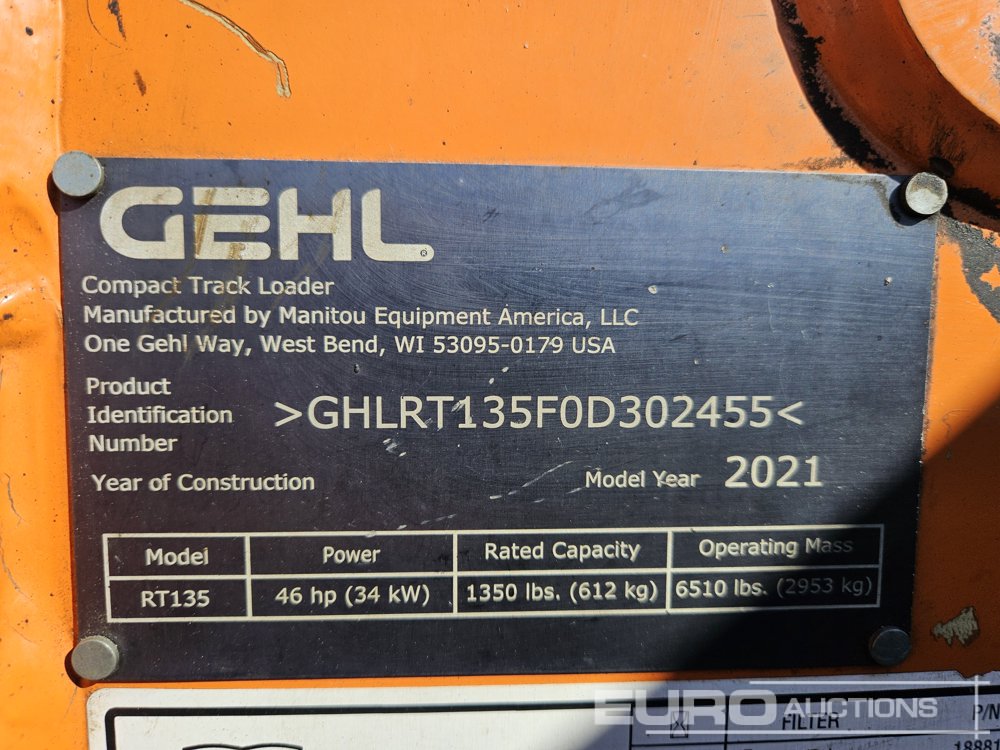 GEHL®
Compact Track Loader
Manufactured by Manitou Equipment America, LLC
One Gehl Way, West Bend, WI 53095-0179 USA
Product
Identification
Number
>GHLRT135F0D302455<
Year of Construction
Model Year 2021
Model Power Rated Capacity Operating Mass
RT135 46 hp (34 kW) 1350 lbs. (612 kg) 6510 lbs. (2953 kg)
EURO AUCTIONS
FILTER P/N